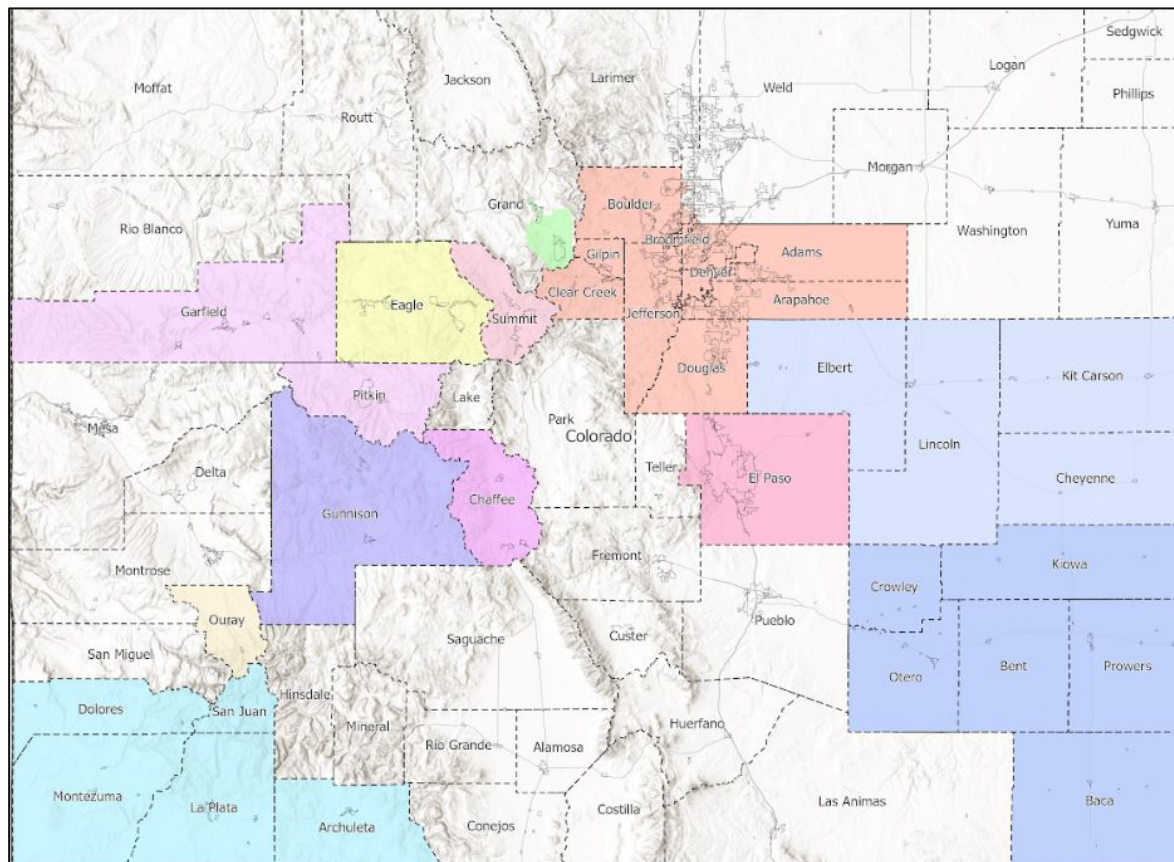 Sedgwick
Logan
Jackson
Larimer
Moffat
Weld
Phillips
Routt
Morgan
Grand
Boulder
Rio Blanco
Broomfield
Washington
Yuma
Gilpin
Adams
Denver
Clear Creek
Eagle
Arapahoe
Garfield
Summit
Jefferson
Douglas
Elbert
Kit Carson
Pitkin
Lake
Park
Mesa
Colorado
Lincoln
Delta
Teller
El Paso
Cheyenne
Chaffee
Gunnison
Fremont
Kiowa
Montrose
Crowley
Ouray
Pueblo
Saguache
Custer
San Miguel
Otero
Bent
Prowers
Hinsdale
Dolores
San Juan
Mineral
Huerfano
Rio Grande
Alamosa
Montezuma
La Plata
Las Animas
Baca
Costilla
Archuleta
Conejos